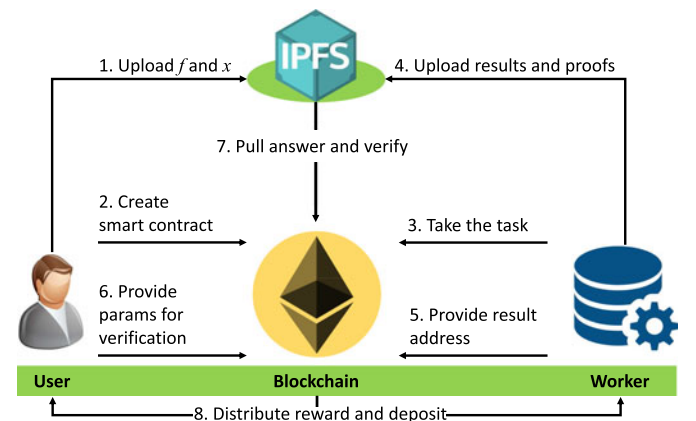 IPFS
1. Upload f and x
4. Upload results and proofs
7. Pull answer and verify
2. Create
smart contract
3. Take the task
6. Provide
params for
verification
5. Provide result
address
User
Blockchain
Worker
8. Distribute reward and deposit